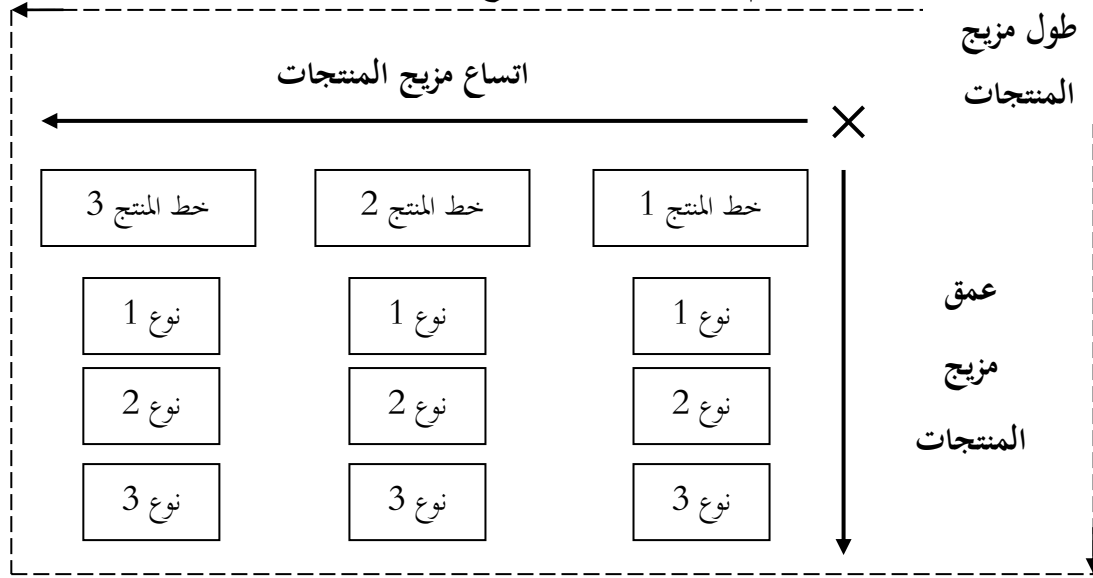 طول مزيج
المنتجات
اتساع مزيج المنتجات
خط المنتج 1
خط المنتج 2
خط المنتج 3
نوع 1
نوع 1
نوع 1
نوع 2
نوع 2
نوع 2
نوع 3
نوع 3
نوع 3
عمق
مزيج
المنتجات